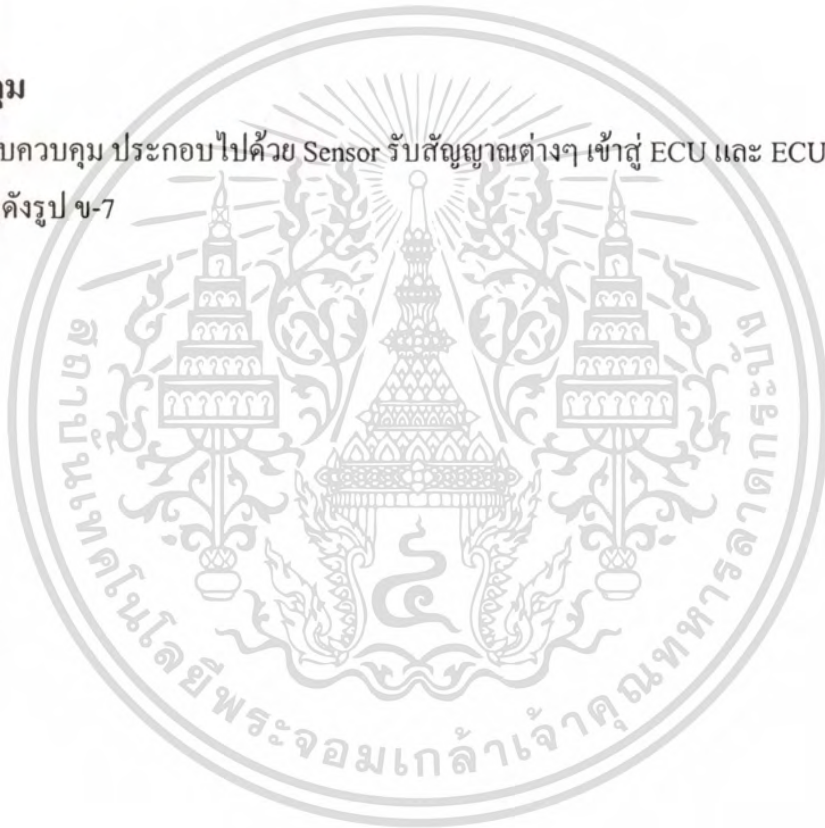 ุม
บควบคุม ประกอบไปด้วย Sensor รับสัญญาณต่างๆ เข้าสู่ ECU และ ECU
ดังรูป ข-7
สถาบันเทคโนโลยีพระจอมเกล้าเจ้าคุณทหารลาดกระบัง